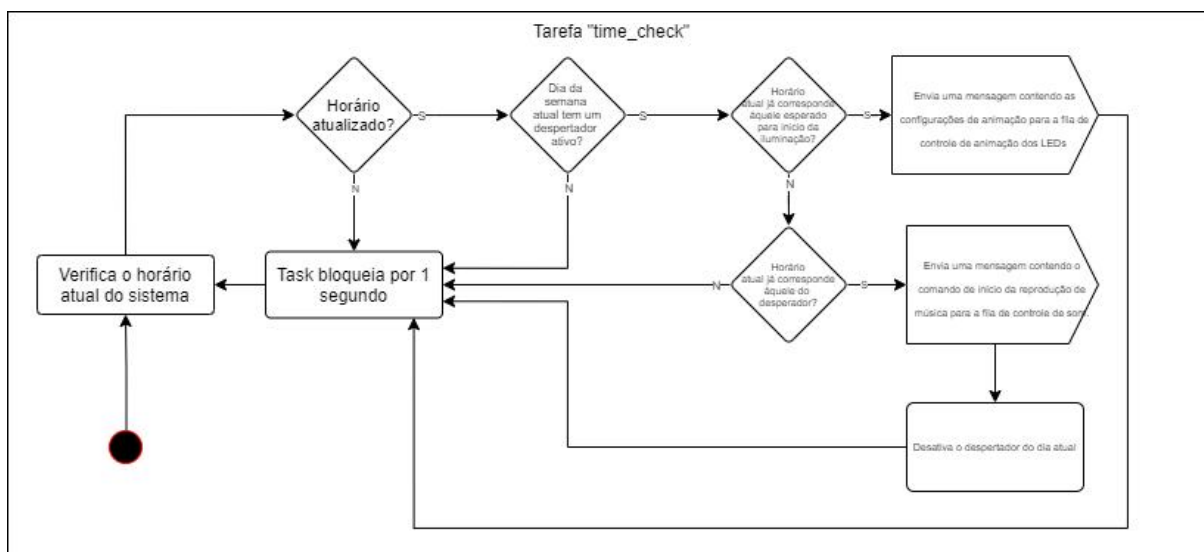 Tarefa "time_check"
Horário
atualizado?
S
N
Dia da
semana
atual tem um
despertador
ativo?
S
N
Horário
atual já corresponde
àquele esperado
para inicio da
iluminação?
S
N
Envia uma mensagem contendo as
configurações de animação para a fila de
controle de animação dos LEDs
Verifica o horário
atual do sistema
Task bloqueia por 1
segundo
Horário
atual já corresponde
àquele do
desperador?
N
S
Envia uma mensagem contendo o
comando de inicio da reprodução de
música para a fila de controle de som.
Desativa o despertador do dia atual